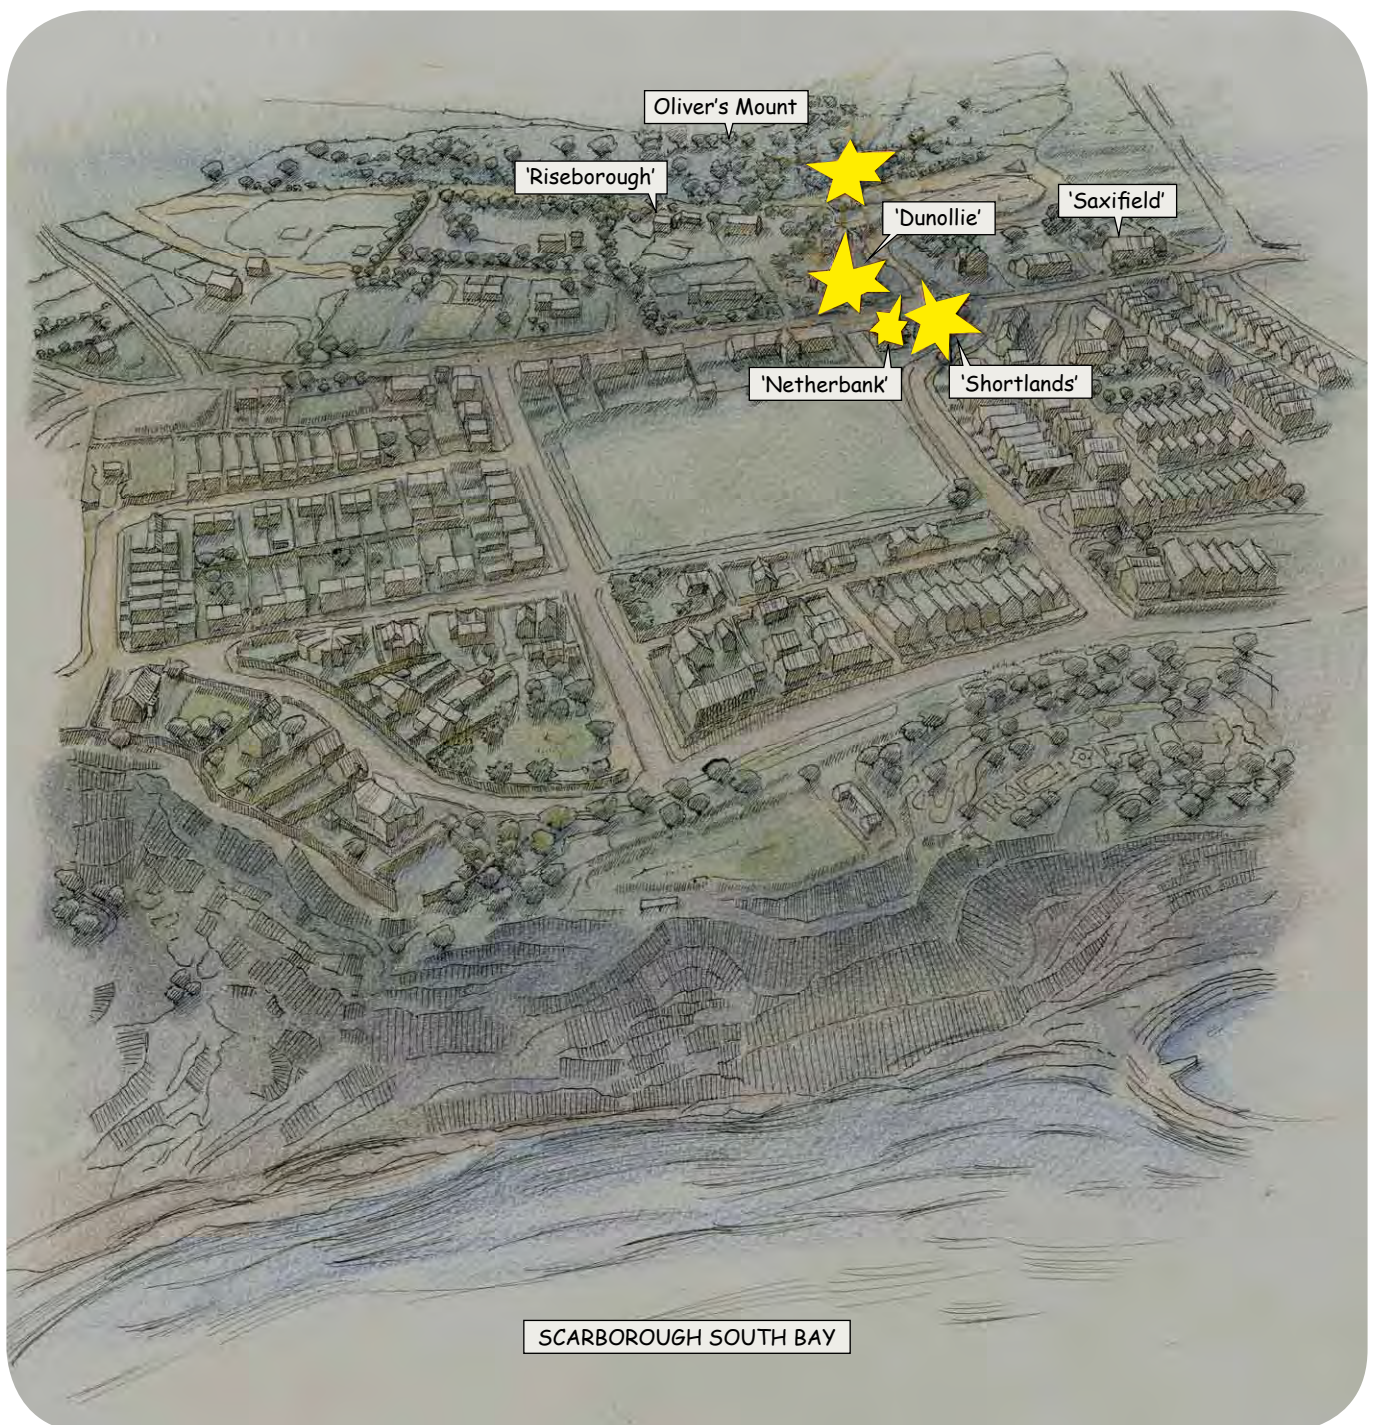 Oliver's Mount
‘Riseborough’
‘Saxifield’
‘Dunollie’
‘Netherbank’
‘Shortlands’
SCARBOROUGH SOUTH BAY